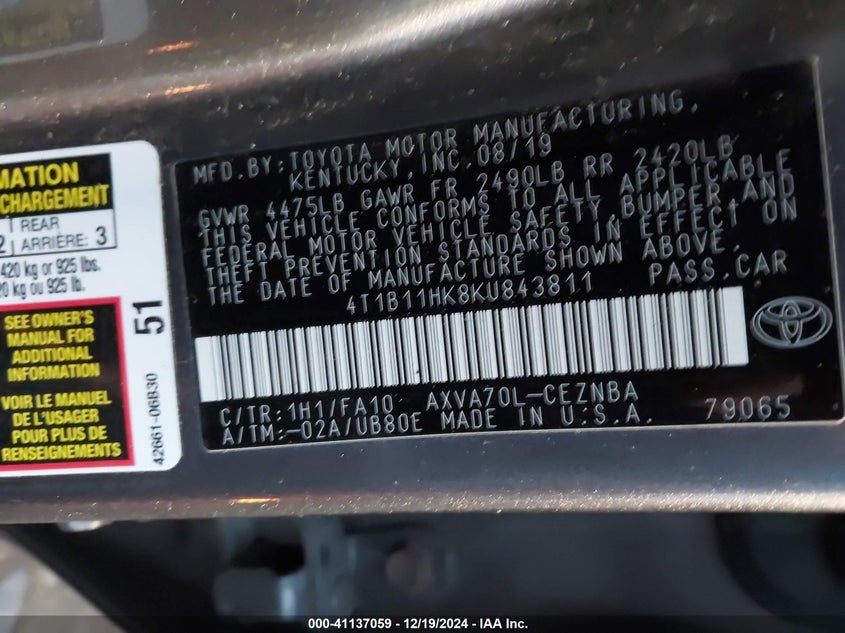 MATION
CHARGEMENT
REAR
2 ARRIÈRE: 3
420 kg or 925 lbs.
0 kg ou 925 lb.
SEE OWNER'S
MANUAL FOR
ADDITIONAL
INFORMATION
VOIR LE MANUEL
DE L'USAGER
POUR PLUS DE
RENSEIGNEMENTS
51
42661-06B30
MFD.BY: TOYOTA MOTOR MANUFACTURING,
KENTUCKY, INC. 08/19
GVWR 4475LB GAWR FR 2490LB RR 2420LB
THIS VEHICLE CONFORMS TO ALL APPLICABLE
FEDERAL MOTOR VEHICLE SAFETY, BUMPER, AND
THEFT PREVENTION STANDARDS IN EFFECT ON
THE DATE OF MANUFACTURE SHOWN ABOVE.
4T1B11HK8KU843811 PASS.CAR
C/TR: 1H1/FA10 AXVA70L-CEZNBA
A/TM:-02A/UB80E MADE IN U.S.A. 79065
000-41137059 - 12/19/2024 - IAA Inc.